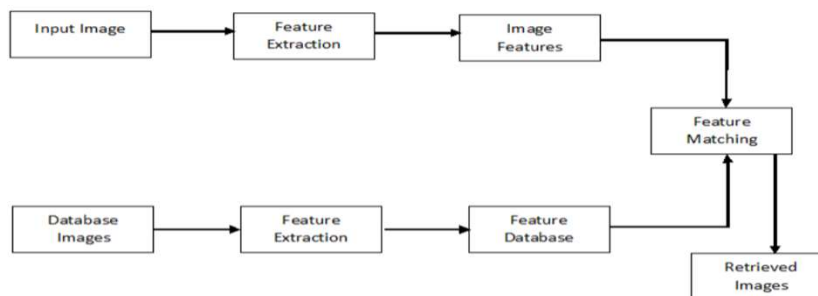 Input Image
Feature
Extraction
Image
Features
Feature
Matching
Database
Images
Feature
Extraction
Feature
Database
Retrieved
Images